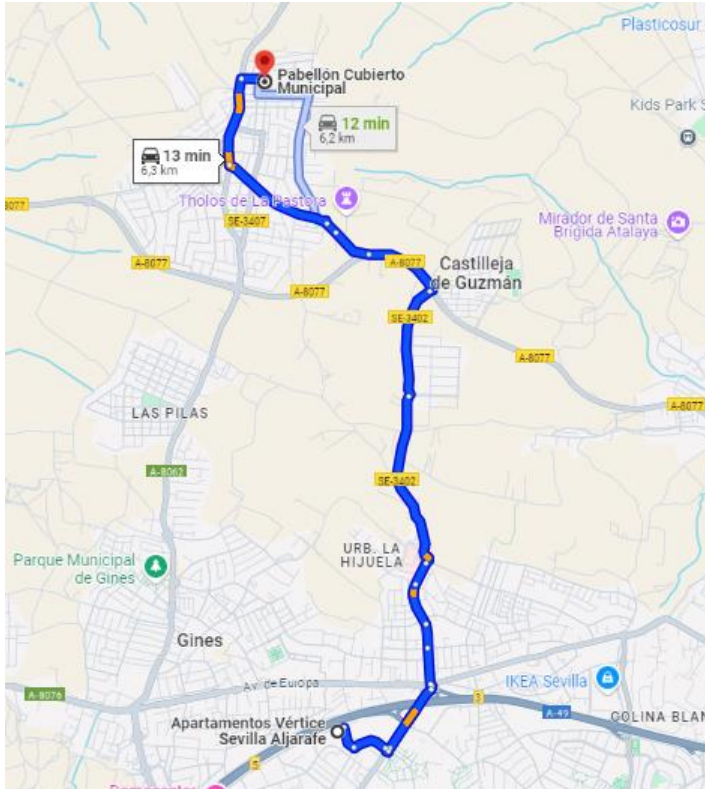 Plasticosur
Pabellón Cubierto
Municipal
Kids Park S
12 min
6,2 km
13 min
6,3 km
Tholos de La Pastora
8077
SE-3407
Mirador de Santa
Brígida Atalaya
A-8077
A-8077
Castilleja
de Guzmán
A-8077
SE-3402
A-8077
A-8077
LAS PILAS
A-8062
SE-3402
URB. LA
HIJUELA
Parque Municipal
de Gines
Gines
Av. de Europa
IKEA Sevilla
A-8076
3
A-49
COLINA BLAN
Apartamentos Vértice
Sevilla Aljarafe
5